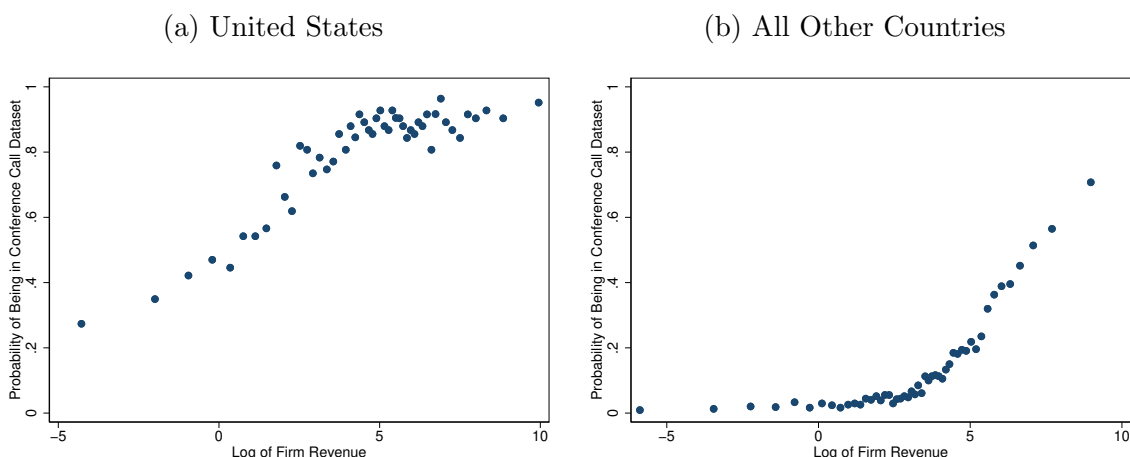 (a) United States
(b) All Other Countries
Probability of Being in Conference Call Dataset
0 .2 .4 .6 .8 1
−5 0 5 10
Log of Firm Revenue
Probability of Being in Conference Call Dataset
0 .2 .4 .6 .8 1
−5 0 5 10
Log of Firm Revenue